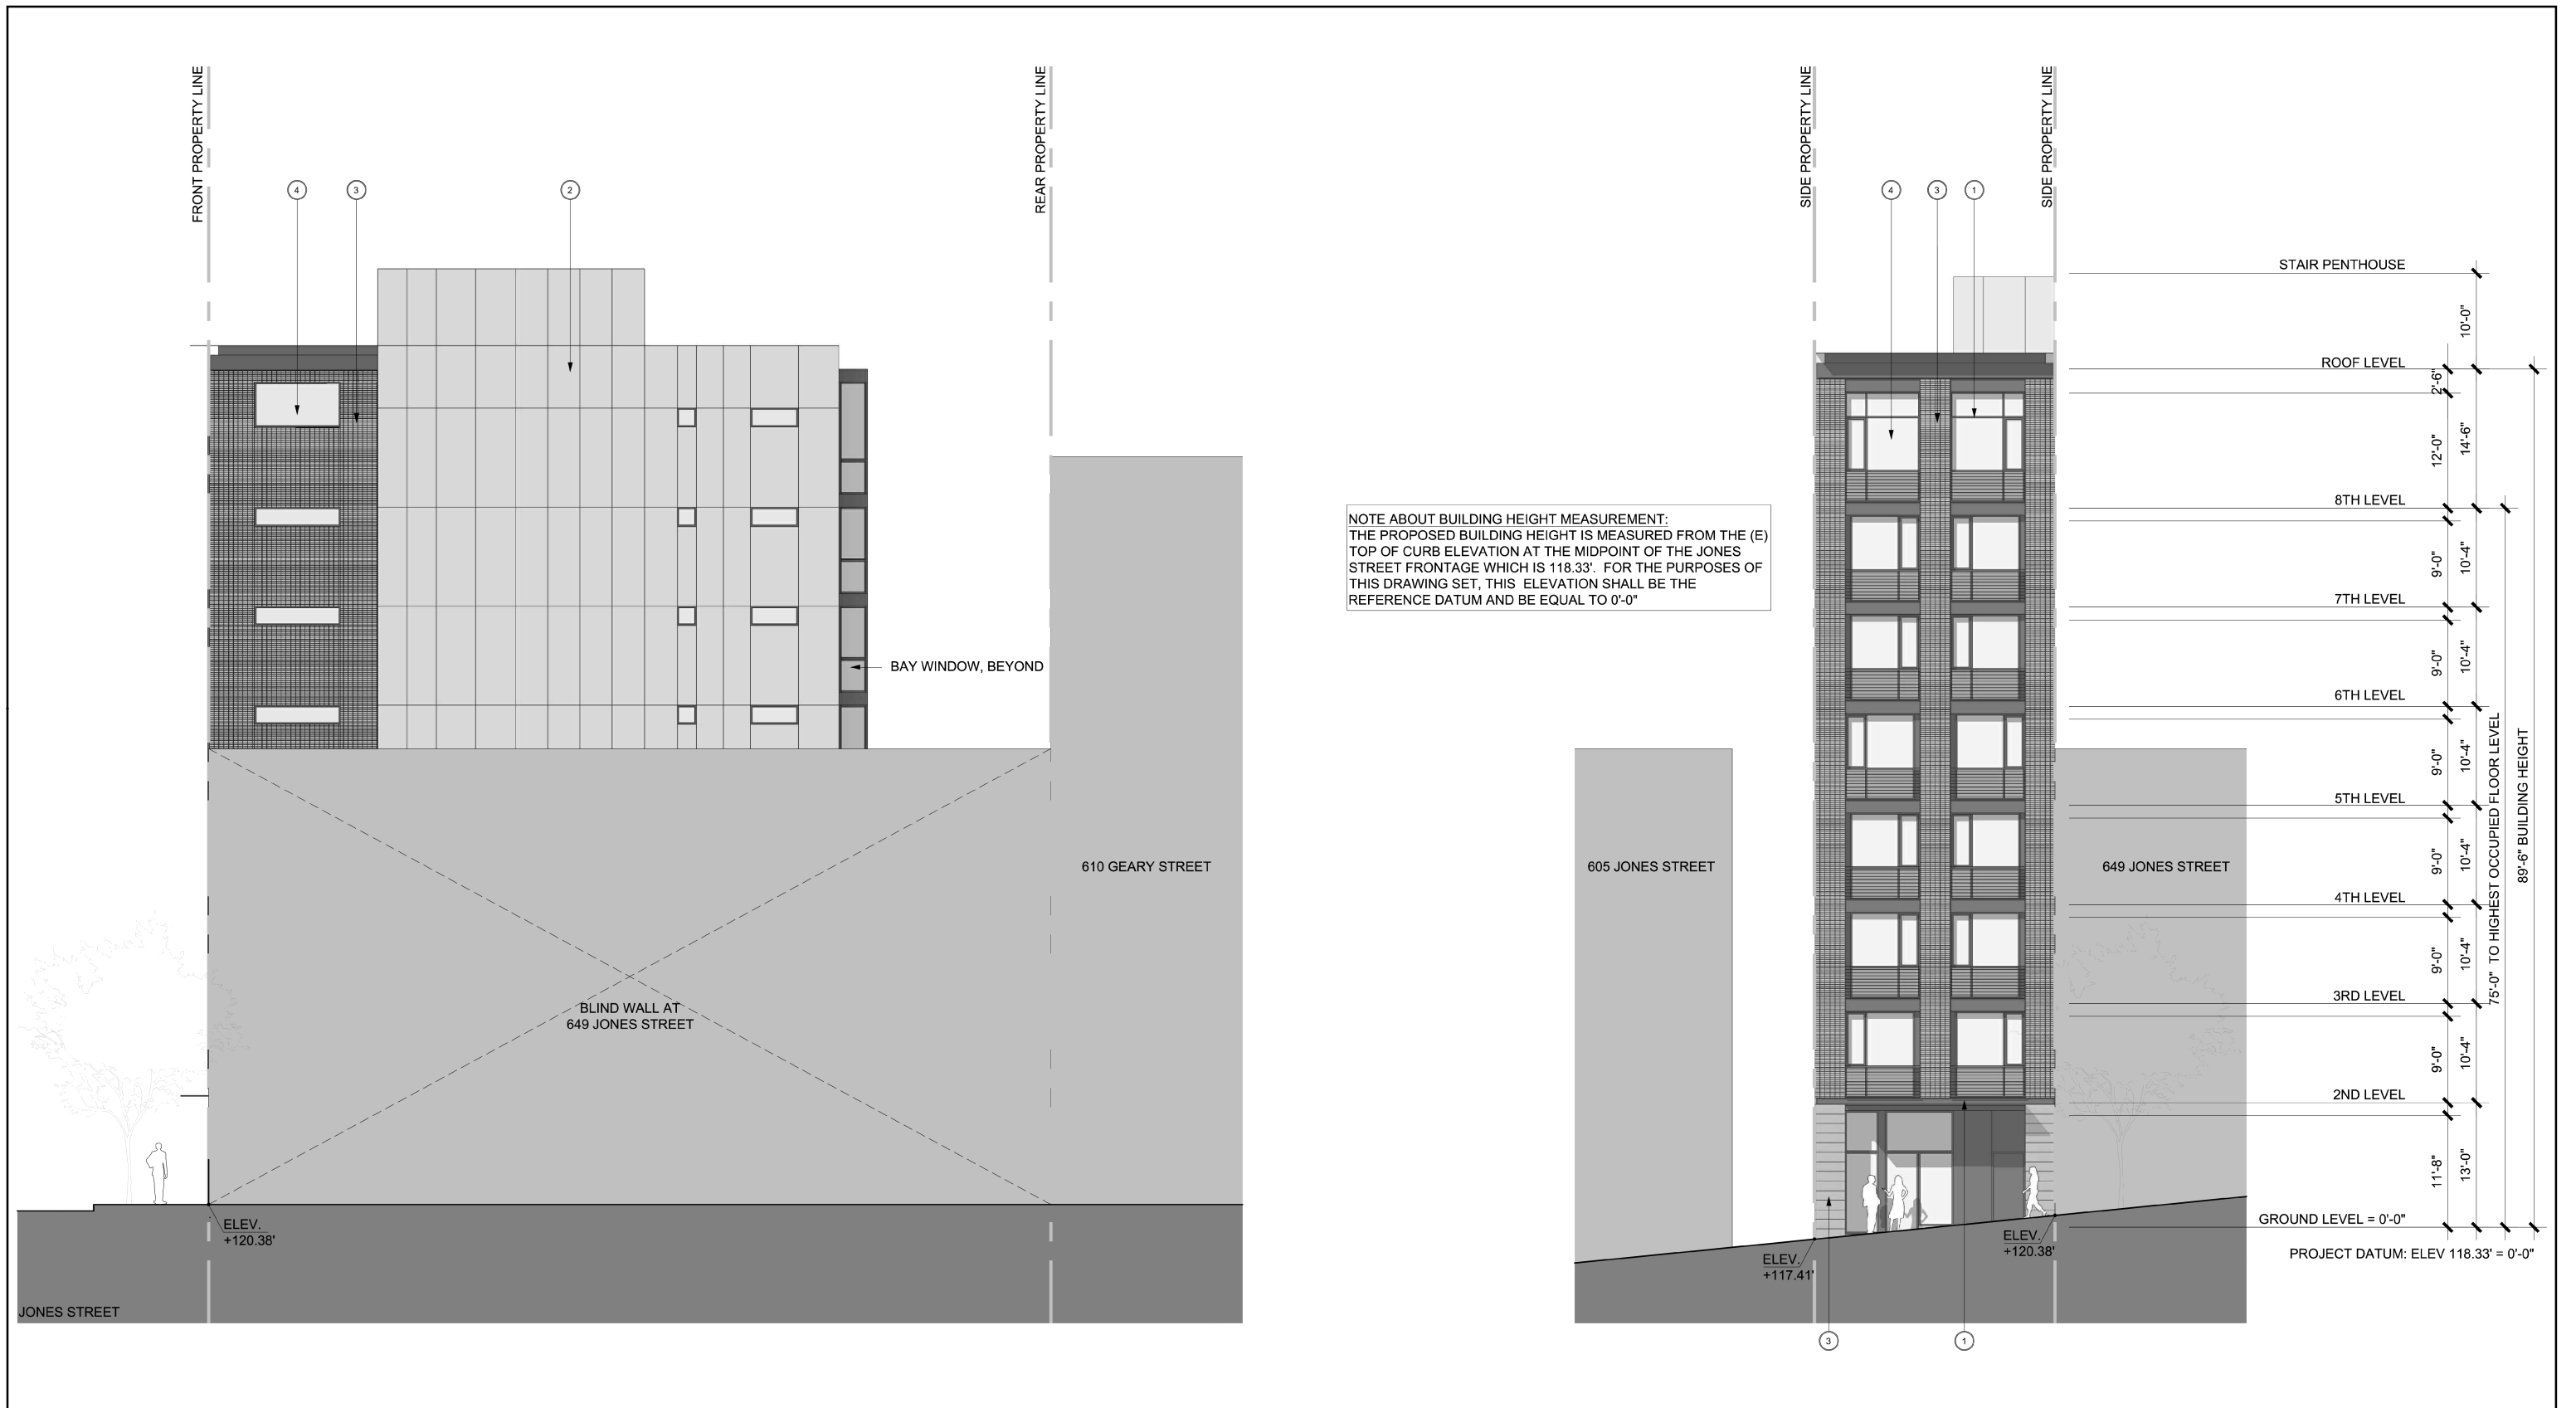 FRONT PROPERTY LINE
REAR PROPERTY LINE
4
3
2
BAY WINDOW, BEYOND
610 GEARY STREET
BLIND WALL AT
649 JONES STREET
ELEV.
+120.38'
JONES STREET
NOTE ABOUT BUILDING HEIGHT MEASUREMENT:
THE PROPOSED BUILDING HEIGHT IS MEASURED FROM THE (E)
TOP OF CURB ELEVATION AT THE MIDPOINT OF THE JONES
STREET FRONTAGE WHICH IS 118.33'. FOR THE PURPOSES OF
THIS DRAWING SET, THIS ELEVATION SHALL BE THE
REFERENCE DATUM AND BE EQUAL TO 0'-0"
SIDE PROPERTY LINE
SIDE PROPERTY LINE
4
3
1
605 JONES STREET
649 JONES STREET
ELEV.
+117.41'
ELEV.
+120.38'
3
1
STAIR PENTHOUSE
ROOF LEVEL
8TH LEVEL
7TH LEVEL
6TH LEVEL
5TH LEVEL
4TH LEVEL
3RD LEVEL
2ND LEVEL
GROUND LEVEL = 0'-0"
PROJECT DATUM: ELEV 118.33' = 0'-0"
2'-6"
12'-0"
9'-0"
9'-0"
9'-0"
9'-0"
9'-0"
9'-0"
11'-8"
10'-0"
14'-6"
10'-4"
10'-4"
10'-4"
10'-4"
10'-4"
10'-4"
13'-0"
75'-0" TO HIGHEST OCCUPIED FLOOR LEVEL
89'-6" BUILDING HEIGHT